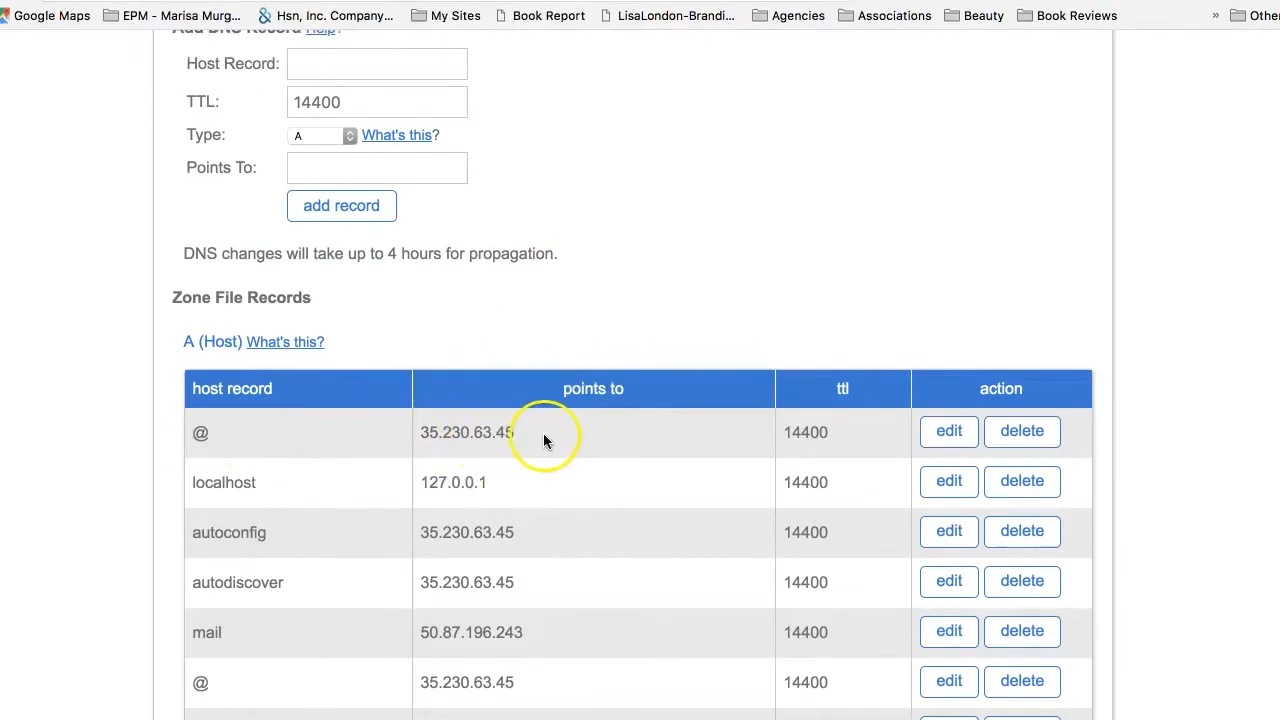 Google Maps EPM - Marisa Murg... Hsn, Inc. Company... My Sites Book Report LisaLondon-Brandi... Agencies Associations Beauty Book Reviews » Other
Add DNS Record Help?
Host Record:
TTL: 14400
Type: A What's this?
Points To:
add record
DNS changes will take up to 4 hours for propagation.
Zone File Records
A (Host) What's this?
host record points to ttl action
@ 35.230.63.45 14400 edit delete
localhost 127.0.0.1 14400 edit delete
autoconfig 35.230.63.45 14400 edit delete
autodiscover 35.230.63.45 14400 edit delete
mail 50.87.196.243 14400 edit delete
@ 35.230.63.45 14400 edit delete